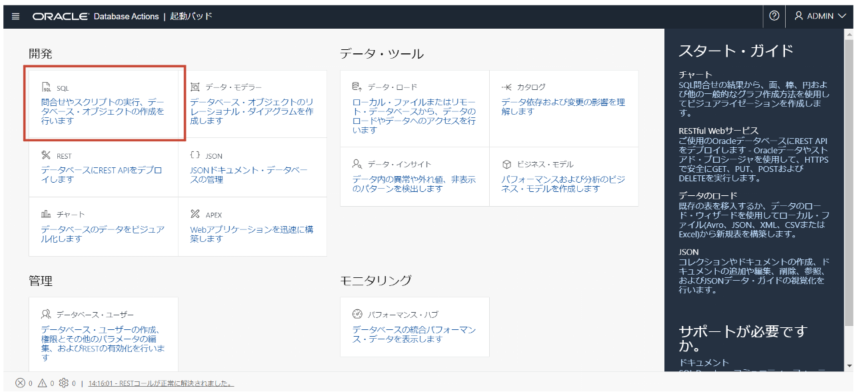 ORACLE Database Actions | 起動パッド
ADMIN
開発
SQL
問合せやスクリプトの実行、デー
タベース・オブジェクトの作成を
行います
データ・モデラー
データベース・オブジェクトのリ
レーショナル・ダイアグラムを作
成します
REST
データベースにREST APIをデプロ
イします
JSON
JSONドキュメント・データベー
スの管理
チャート
データベースのデータをビジュア
ル化します
APEX
Webアプリケーションを迅速に構
築します
データ・ツール
データ・ロード
ローカル・ファイルまたはリモー
ト・データベースから、データの
ロードやデータへのアクセスを行
います
カタログ
データ依存および変更の影響を理
解します
データ・インサイト
データ内の異常や外れ値、非表示
のパターンを検出します
ビジネス・モデル
パフォーマンスおよび分析のビジ
ネス・モデルを作成します
管理
データベース・ユーザー
データベース・ユーザーの作成、
権限とその他のパラメータの編
集、およびRESTの有効化を行いま
す
モニタリング
パフォーマンス・ハブ
データベースの統合パフォーマン
ス・データを表示します
スタート・ガイド
チャート
SQL問合せの結果から、面、棒、円およ
び他の一般的なグラフ作成方法を使用し
てビジュアライゼーションを作成しま
す。
RESTful Webサービス
ご使用のOracleデータベースにREST API
をデプロイします - Oracleデータやスト
アド・プロシージャを使用して、HTTPS
で安全にGET、PUT、POSTおよび
DELETEを実行します。
データのロード
既存の表を移入するか、データのロー
ド・ウィザードを使用してローカル・フ
ァイル(Avro、JSON、XML、CSVまたは
Excel)から新規表を構築します。
JSON
コレクションやドキュメントの作成、ド
キュメントの追加や編集、削除、参照、
およびJSONデータ・ガイドの視覚化を
行います。
サポートが必要です
か。
ドキュメント
0 0 0 | 14:16:01 - RESTコールが正常に解決されました。